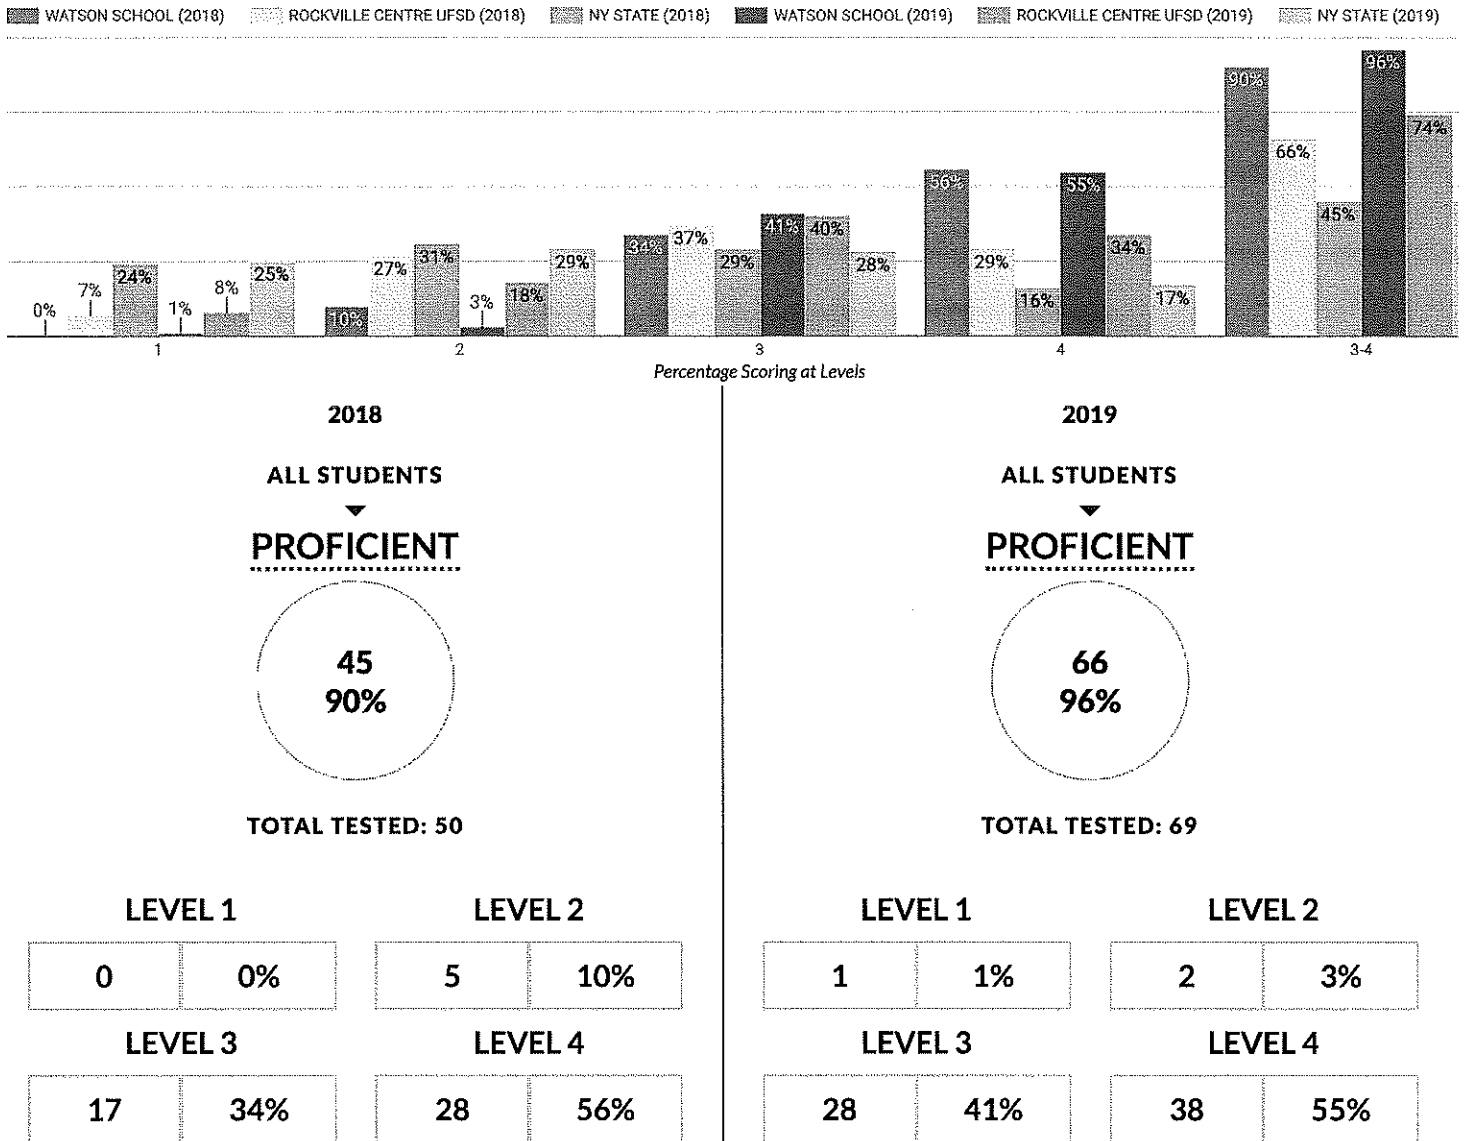 WATSON SCHOOL (2018) ROCKVILLE CENTRE UFSD (2018) NY STATE (2018) WATSON SCHOOL (2019) ROCKVILLE CENTRE UFSD (2019) NY STATE (2019)
0% 7% 24% 1% 8% 25%
10% 27% 31% 3% 18% 29%
34% 37% 29% 41% 40% 28%
56% 29% 16% 55% 34% 17%
90% 66% 45% 96% 74%
1 2 3 4 3-4
Percentage Scoring at Levels
2018
ALL STUDENTS
PROFICIENT
45
90%
TOTAL TESTED: 50
LEVEL 1 LEVEL 2
0 0% 5 10%
LEVEL 3 LEVEL 4
17 34% 28 56%
2019
ALL STUDENTS
PROFICIENT
66
96%
TOTAL TESTED: 69
LEVEL 1 LEVEL 2
1 1% 2 3%
LEVEL 3 LEVEL 4
28 41% 38 55%